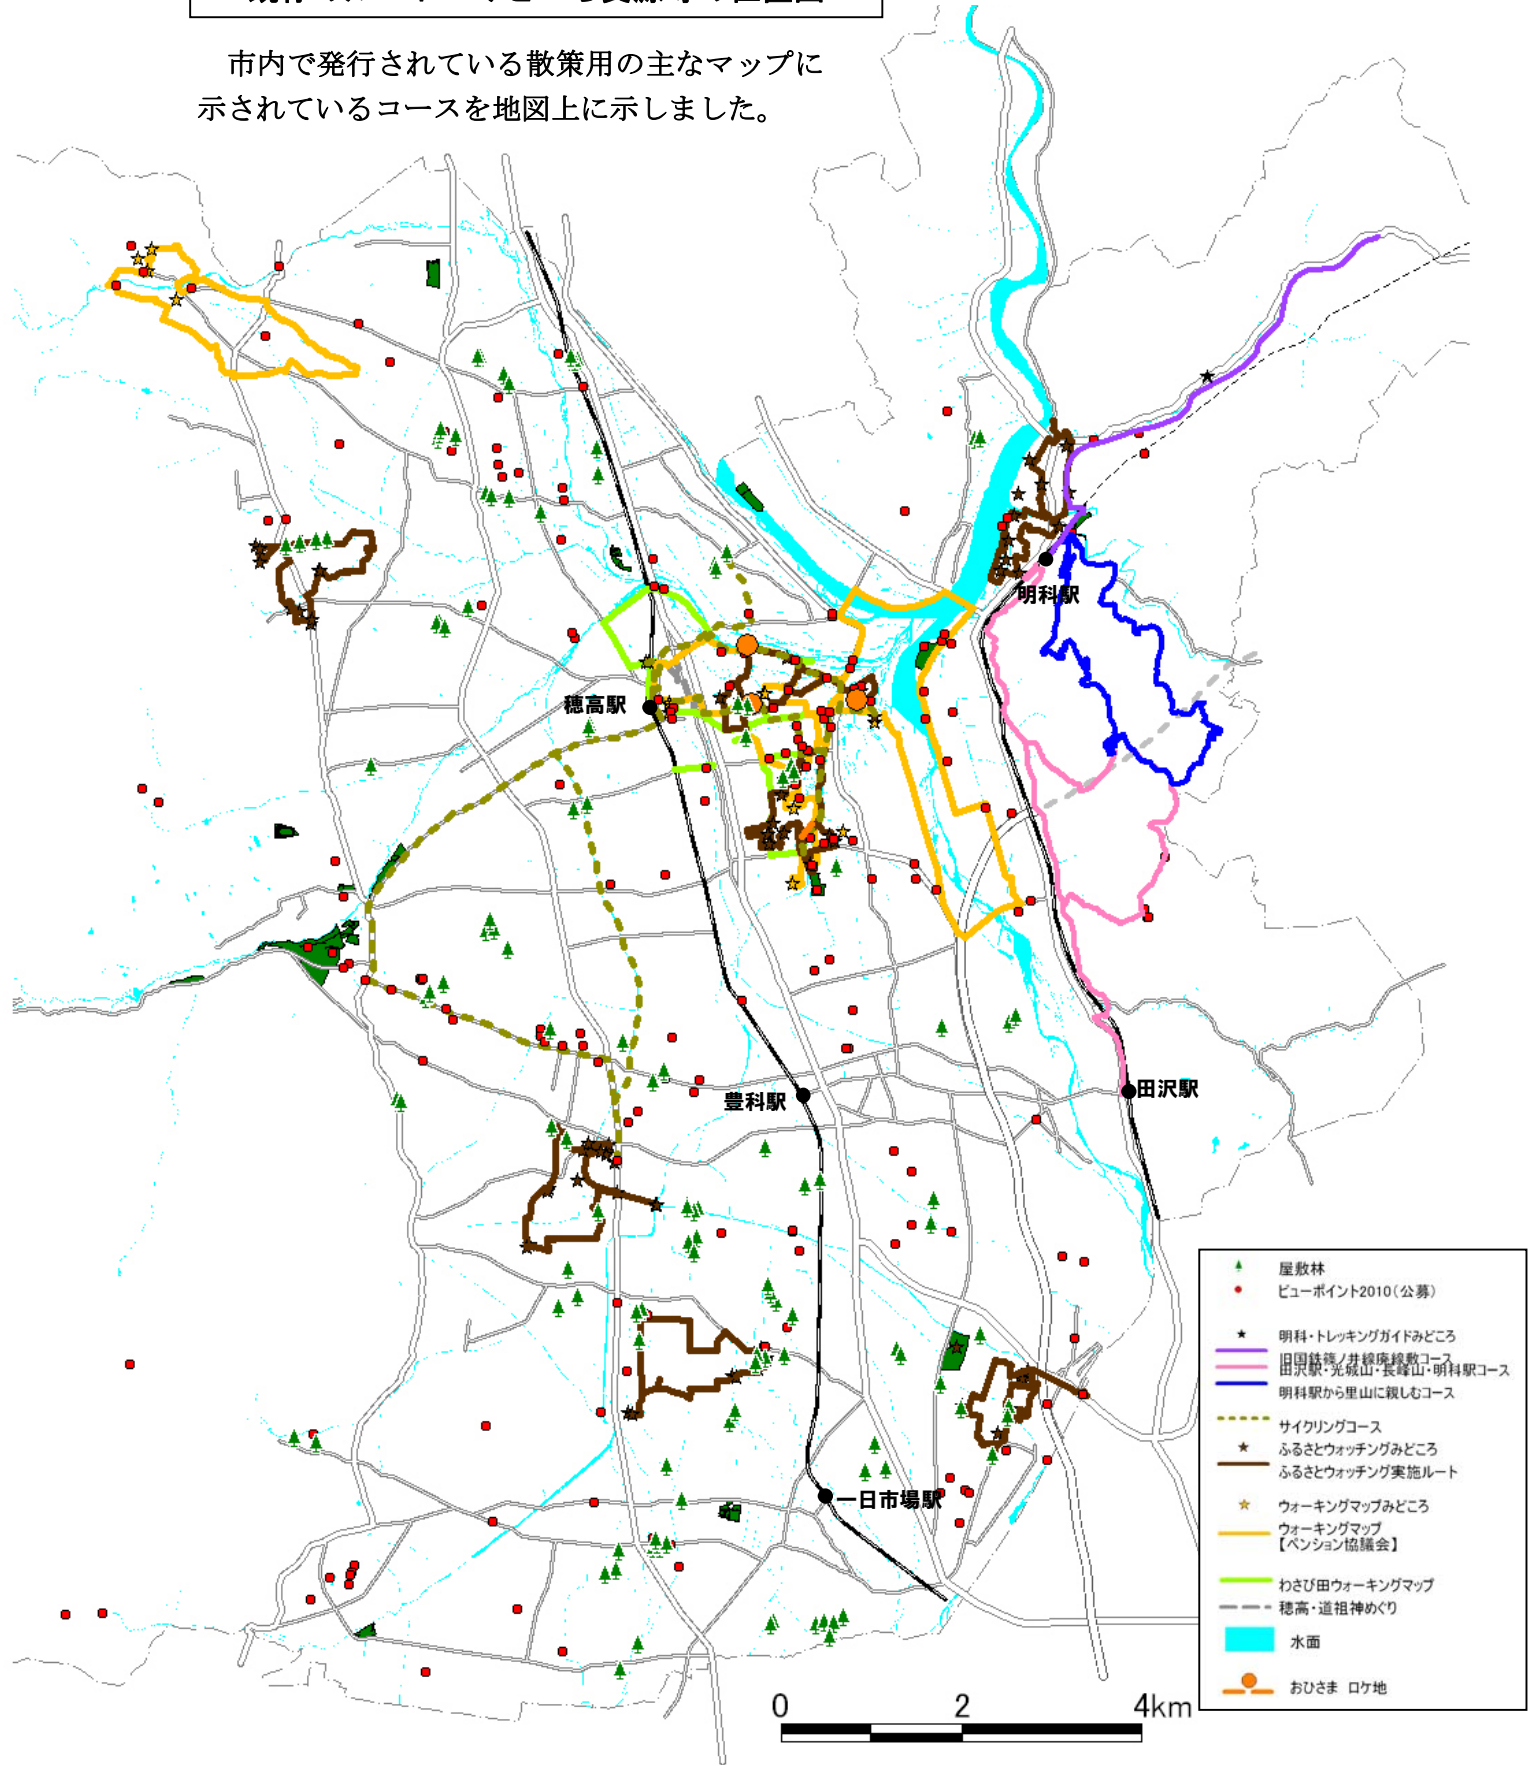 市内で発行されている散策用の主なマップに
示されているコースを地図上に示しました。
明科駅
穂高駅
豊科駅
田沢駅
一日市場駅
屋敷林
ビューポイント2010(公募)
明科・トレッキングガイドみどころ
旧国鉄篠ノ井線廃線敷コース
田沢駅・光城山・長峰山・明科駅コース
明科駅から里山に親しむコース
サイクリングコース
ふるさとウォッチングみどころ
ふるさとウォッチング実施ルート
ウォーキングマップみどころ
ウォーキングマップ
【ペンション協議会】
わさび田ウォーキングマップ
穂高・道祖神めぐり
水面
おひさま ロケ地
0 2 4km